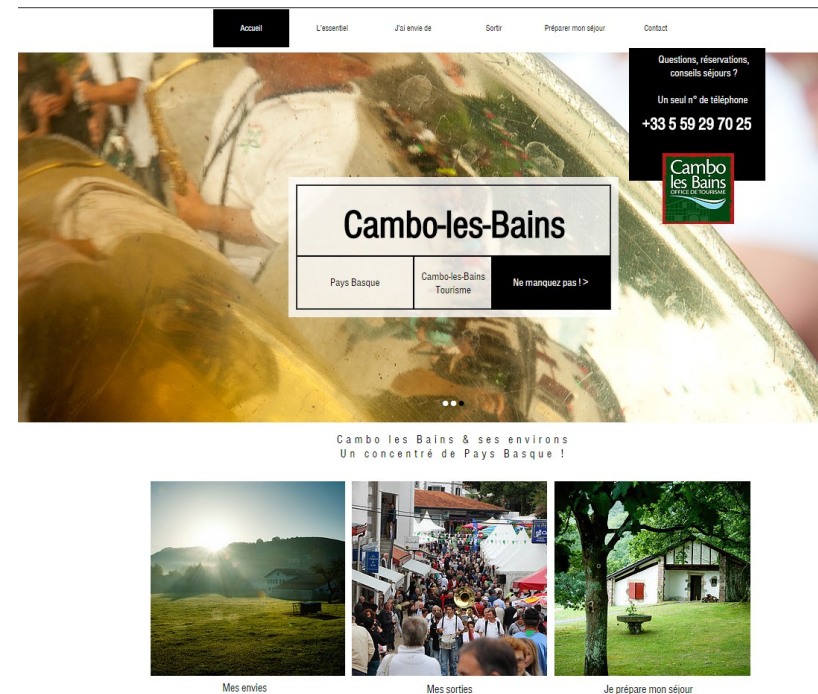 Accueil
L'essentiel
J'ai envie de
Sortir
Préparer mon séjour
Contact
Questions, réservations,
conseils séjours ?
Un seul n° de téléphone
+33 5 59 29 70 25
Cambo
les Bains
OFFICE DE TOURISME
Cambo-les-Bains
Pays Basque
Cambo-les-Bains
Tourisme
Ne manquez pas ! >
Cambo les Bains & ses environs
Un concentré de Pays Basque !
Mes envies
Mes sorties
Je prépare mon séjour